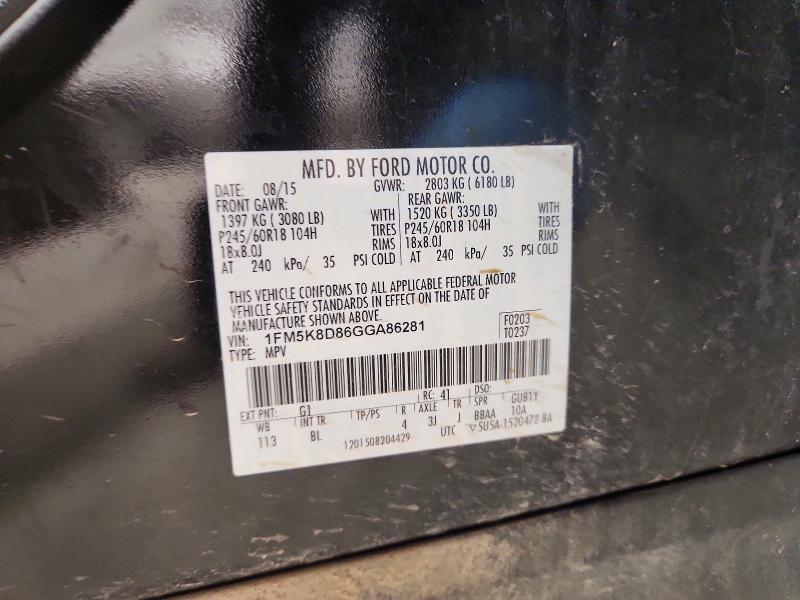 MFD. BY FORD MOTOR CO.
DATE: 08/15 GVWR: 2803 KG ( 6180 LB)
FRONT GAWR: REAR GAWR:
1397 KG ( 3080 LB) WITH 1520 KG ( 3350 LB) WITH
P245/60R18 104H TIRES P245/60R18 104H TIRES
18x8.0J RIMS 18x8.0J RIMS
AT 240 kPa/ 35 PSI COLD AT 240 kPa/ 35 PSI COLD
THIS VEHICLE CONFORMS TO ALL APPLICABLE FEDERAL MOTOR
VEHICLE SAFETY STANDARDS IN EFFECT ON THE DATE OF
MANUFACTURE SHOWN ABOVE.
VIN: 1FM5K8D86GGA86281 F0203
TYPE: MPV T0237
EXT PNT: G1 RC: 41 DSO:
WB INT TR TP/PS R AXLE TR SPR GU81Y
113 BL 4 3J J BBAA 10A
1201508204429 UTC ▽5U5A-1520472-BA